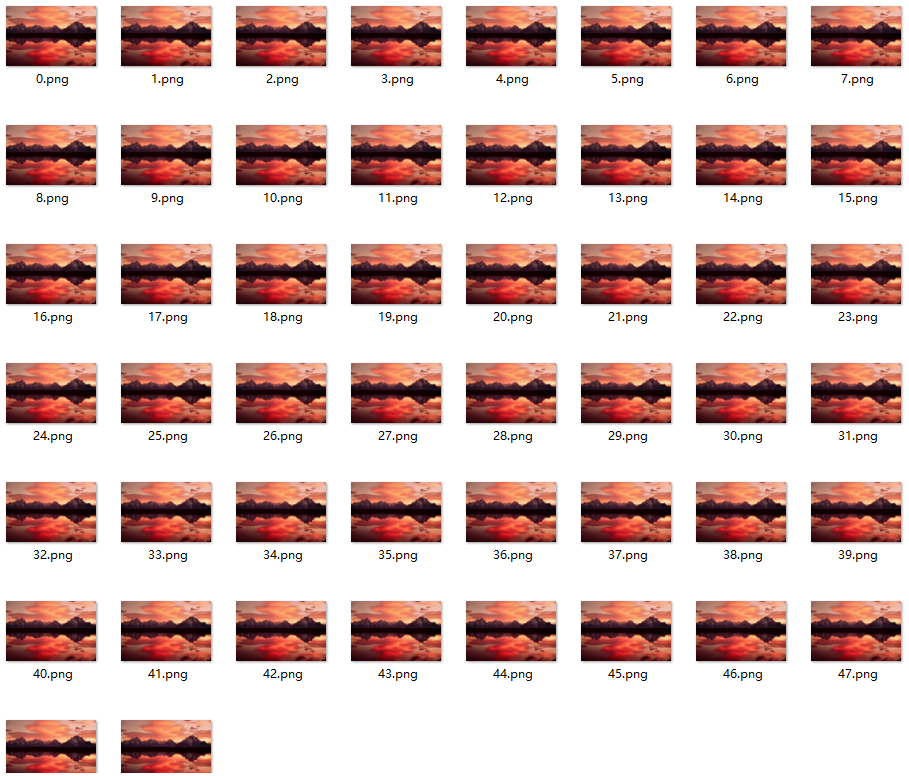 0.png 1.png 2.png 3.png 4.png 5.png 6.png 7.png
8.png 9.png 10.png 11.png 12.png 13.png 14.png 15.png
16.png 17.png 18.png 19.png 20.png 21.png 22.png 23.png
24.png 25.png 26.png 27.png 28.png 29.png 30.png 31.png
32.png 33.png 34.png 35.png 36.png 37.png 38.png 39.png
40.png 41.png 42.png 43.png 44.png 45.png 46.png 47.png